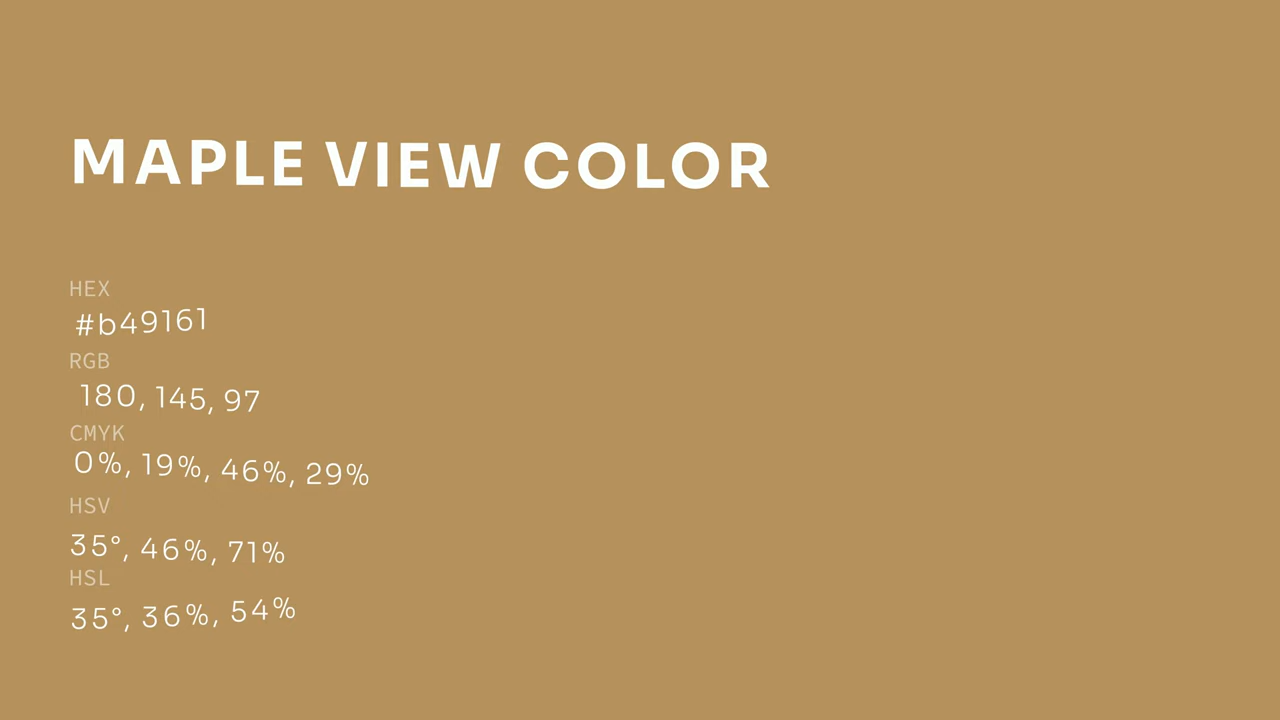 MAPLE VIEW COLOR
HEX
#b49161
RGB
180, 145, 97
CMYK
0%, 19%, 46%, 29%
HSV
35°, 46%, 71%
HSL
35°, 36%, 54%